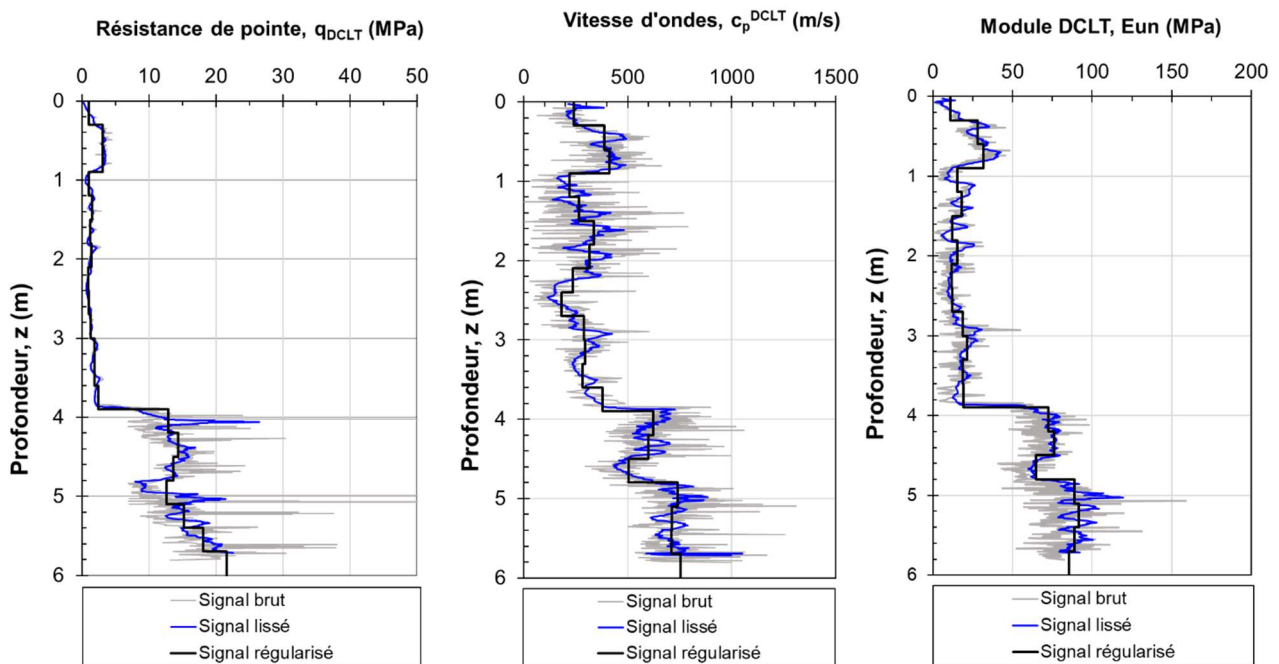 Résistance de pointe, qDCLT (MPa)
0 10 20 30 40 50
0
1
2
3
4
5
6
Profondeur, z (m)
Signal brut
Signal lissé
Signal régularisé
Vitesse d'ondes, cpDCLT (m/s)
0 500 1000 1500
0
1
2
3
4
5
6
Profondeur, z (m)
Signal brut
Signal lissé
Signal régularisé
Module DCLT, Eun (MPa)
0 50 100 150 200
0
1
2
3
4
5
6
Profondeur, z (m)
Signal brut
Signal lissé
Signal régularisé